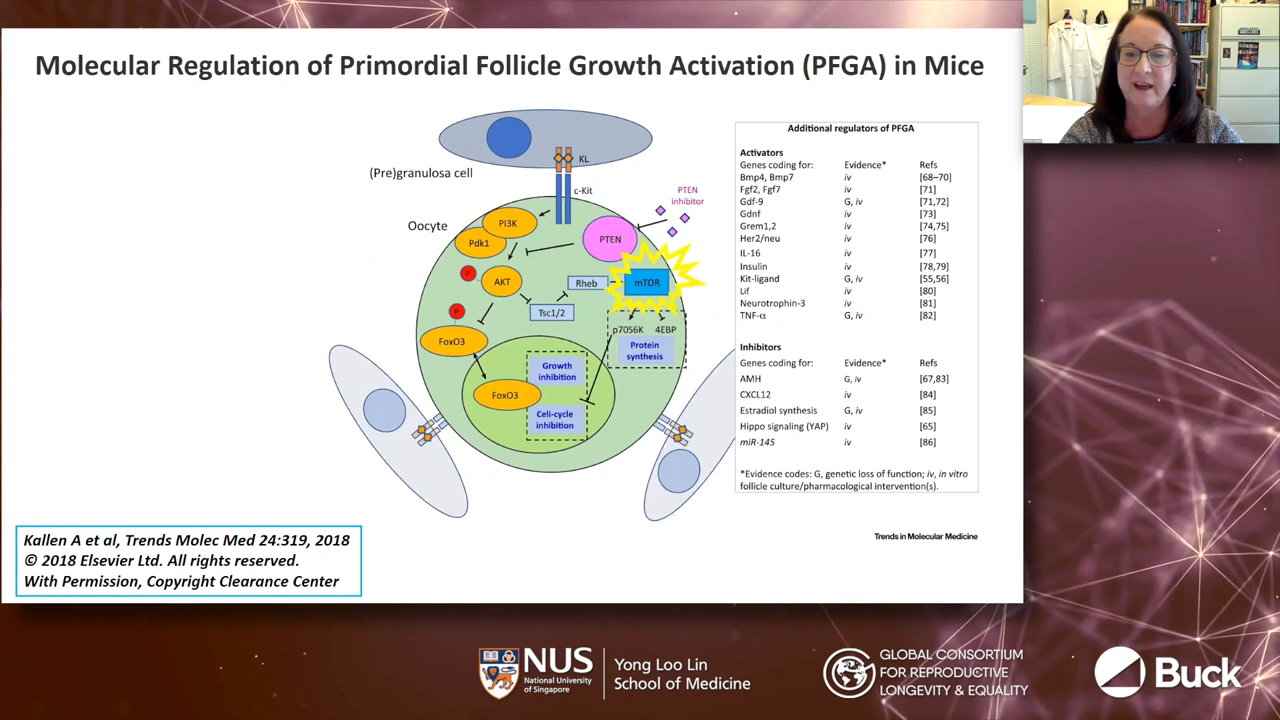 Molecular Regulation of Primordial Follicle Growth Activation (PFGA) in Mice
KL
(Pre)granulosa cell
c-Kit
PTEN
inhibitor
Oocyte
PI3K
Pdk1
PTEN
P
AKT
Rheb
mTOR
P
Tsc1/2
FoxO3
p70S6K 4EBP
Protein
synthesis
Growth
inhibition
FoxO3
Cell-cycle
inhibition
Additional regulators of PFGA
Activators
Genes coding for: Evidence* Refs
Bmp4, Bmp7 iv [68–70]
Fgf2, Fgf7 iv [71]
Gdf-9 G, iv [71,72]
Gdnf iv [73]
Grem1,2 iv [74,75]
Her2/neu iv [76]
IL-16 iv [77]
Insulin iv [78,79]
Kit-ligand G, iv [55,56]
Lif iv [80]
Neurotrophin-3 iv [81]
TNF-α G, iv [82]
Inhibitors
Genes coding for: Evidence* Refs
AMH G, iv [67,83]
CXCL12 iv [84]
Estradiol synthesis G, iv [85]
Hippo signaling (YAP) iv [65]
miR-145 iv [86]
*Evidence codes: G, genetic loss of function; iv, in vitro
follicle culture/pharmacological intervention(s).
Trends in Molecular Medicine
Kallen A et al, Trends Molec Med 24:319, 2018
© 2018 Elsevier Ltd. All rights reserved.
With Permission, Copyright Clearance Center
NUS
National University
of Singapore
Yong Loo Lin
School of Medicine
GLOBAL CONSORTIUM
FOR REPRODUCTIVE
LONGEVITY & EQUALITY
Buck